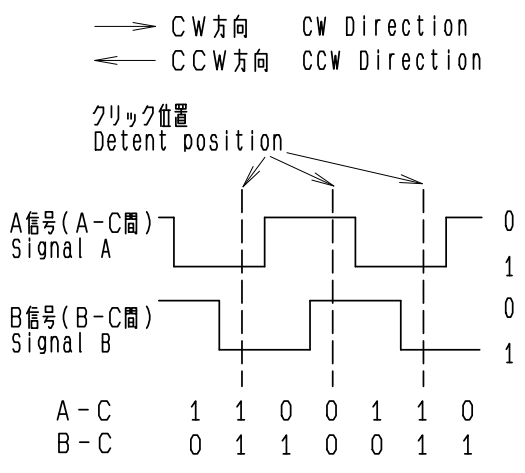 CW方向 CW Direction
CCW方向 CCW Direction
クリック位置
Detent position
A信号(A-C間) 0
Signal A 1
B信号(B-C間) 0
Signal B 1
A-C 1 1 0 0 1 1 0
B-C 0 1 1 0 0 1 1